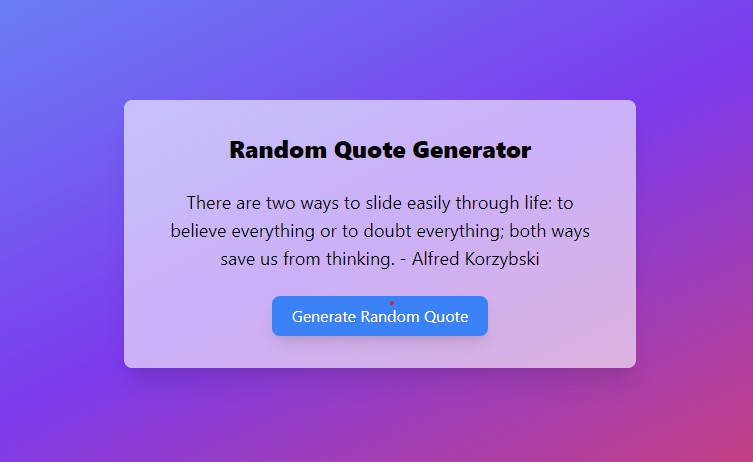 Random Quote Generator
There are two ways to slide easily through life: to
believe everything or to doubt everything; both ways
save us from thinking. - Alfred Korzybski
Generate Random Quote